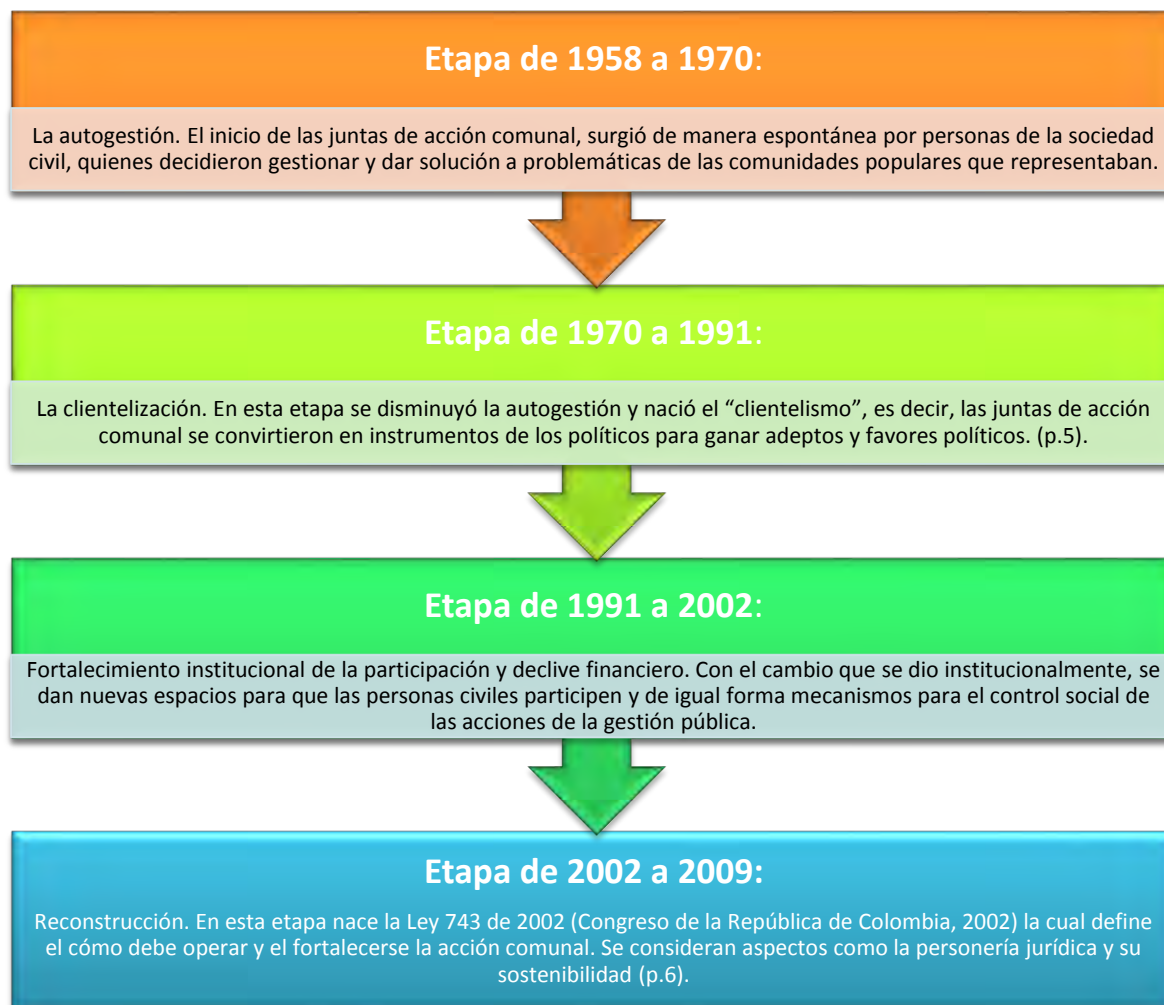 Etapa de 1958 a 1970:
La autogestión. El inicio de las juntas de acción comunal, surgió de manera espontánea por personas de la sociedad
civil, quienes decidieron gestionar y dar solución a problemáticas de las comunidades populares que representaban.
Etapa de 1970 a 1991:
La clientelización. En esta etapa se disminuyó la autogestión y nació el “clientelismo”, es decir, las juntas de acción
comunal se convirtieron en instrumentos de los políticos para ganar adeptos y favores políticos. (p.5).
Etapa de 1991 a 2002:
Fortalecimiento institucional de la participación y declive financiero. Con el cambio que se dio institucionalmente, se
dan nuevas espacios para que las personas civiles participen y de igual forma mecanismos para el control social de
las acciones de la gestión pública.
Etapa de 2002 a 2009:
Reconstrucción. En esta etapa nace la Ley 743 de 2002 (Congreso de la República de Colombia, 2002) la cual define
el cómo debe operar y el fortalecerse la acción comunal. Se consideran aspectos como la personería jurídica y su
sostenibilidad (p.6).